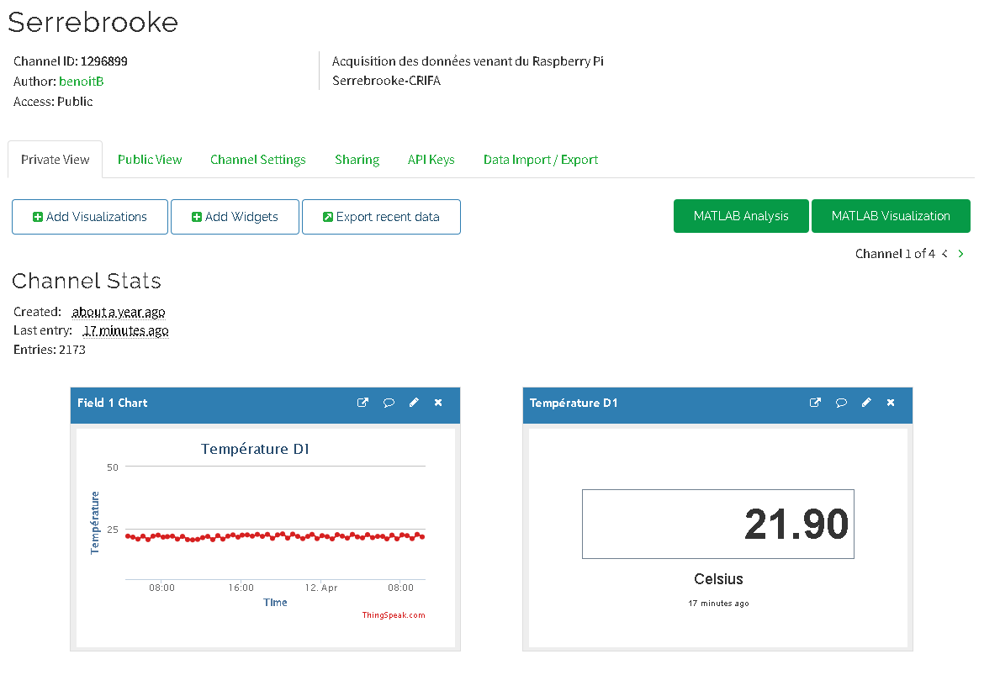 Serrebrooke
Channel ID: 1296899
Author: benoitB
Access: Public
Acquisition des données venant du Raspberry Pi
Serrebrooke-CRIFA
Private View
Public View
Channel Settings
Sharing
API Keys
Data Import / Export
Add Visualizations
Add Widgets
Export recent data
MATLAB Analysis
MATLAB Visualization
Channel 1 of 4 < >
Channel Stats
Created: about a year ago
Last entry: 17 minutes ago
Entries: 2173
Field 1 Chart
Température D1
50
25
Température
08:00
16:00
12. Apr
08:00
Time
ThingSpeak.com
Température D1
21.90
Celsius
17 minutes ago